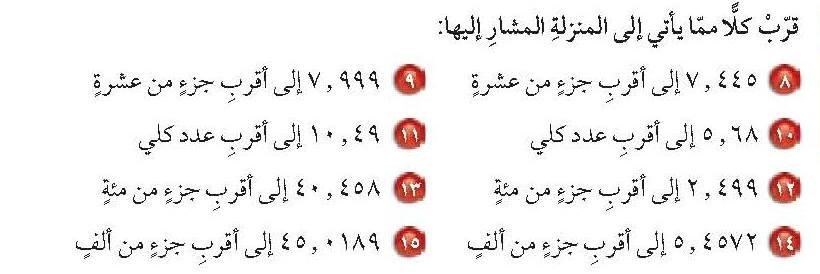 قرّبْ كلًّا ممّا يأتي إلى المنزلةِ المشارِ إليها:
٨ ٧,٤٤٥ إلى أقربِ جزءٍ من عشرةٍ ٩ ٧,٩٩٩ إلى أقربِ جزءٍ من عشرةٍ
١٠ ٥,٦٨ إلى أقربِ عدد كلي ١١ ١٠,٤٩ إلى أقربِ عدد كلي
١٢ ٢,٤٩٩ إلى أقربِ جزءٍ من مئةٍ ١٣ ٤٠,٤٥٨ إلى أقربِ جزءٍ من مئةٍ
١٤ ٥,٤٥٧٢ إلى أقربِ جزءٍ من ألفٍ ١٥ ٤٥,٠١٨٩ إلى أقربِ جزءٍ من ألفٍ